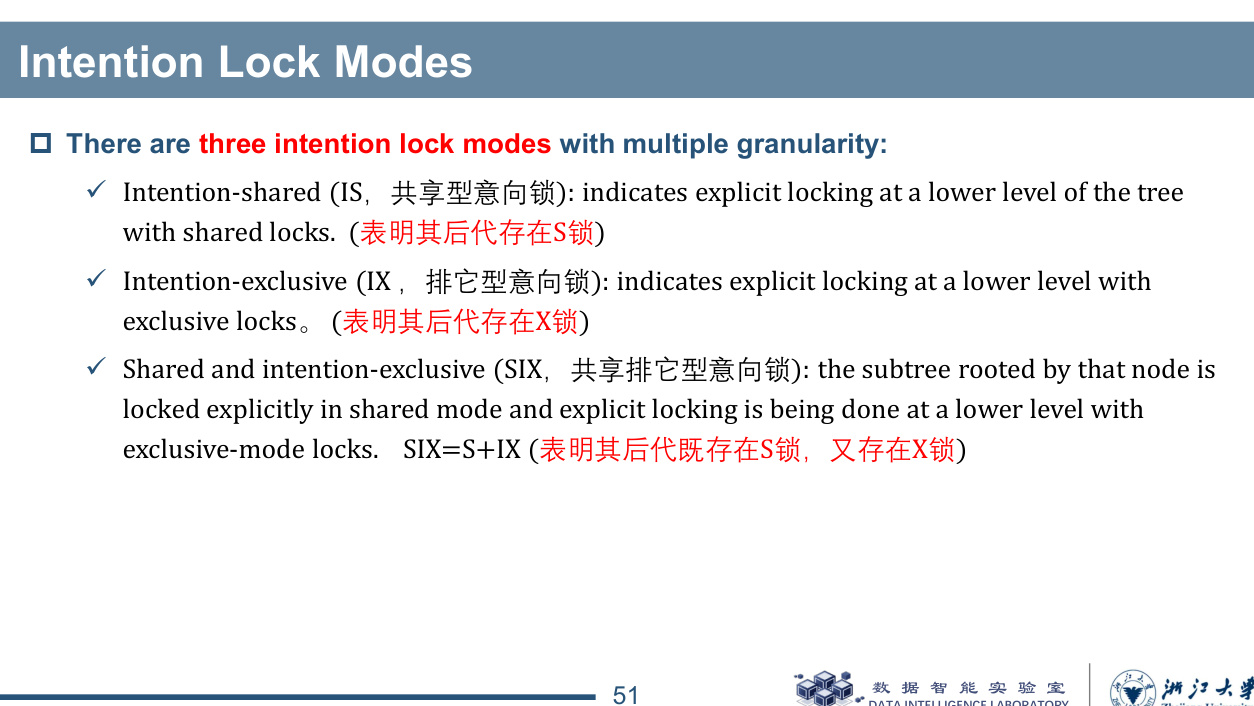 Intention Lock Modes
There are three intention lock modes with multiple granularity:
Intention-shared (IS, 共享型意向锁): indicates explicit locking at a lower level of the tree
with shared locks. (表明其后代存在S锁)
Intention-exclusive (IX , 排它型意向锁): indicates explicit locking at a lower level with
exclusive locks。 (表明其后代存在X锁)
Shared and intention-exclusive (SIX, 共享排它型意向锁): the subtree rooted by that node is
locked explicitly in shared mode and explicit locking is being done at a lower level with
exclusive-mode locks. SIX=S+IX (表明其后代既存在S锁, 又存在X锁)
51
数据智能实验室
DATA INTELLIGENCE LABORATORY
浙江大学
Zhejiang University